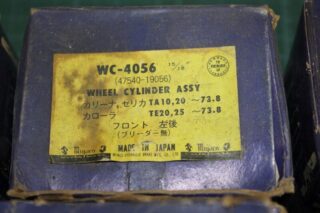 WC-4056 15/16"
(47540-19056)
WHEEL CYLINDER ASSY
カリーナ, セリカ TA10,20 ～73.8
カローラ TE20,25 ～73.8
フロント 左後
(ブリーダー無)
MADE IN JAPAN